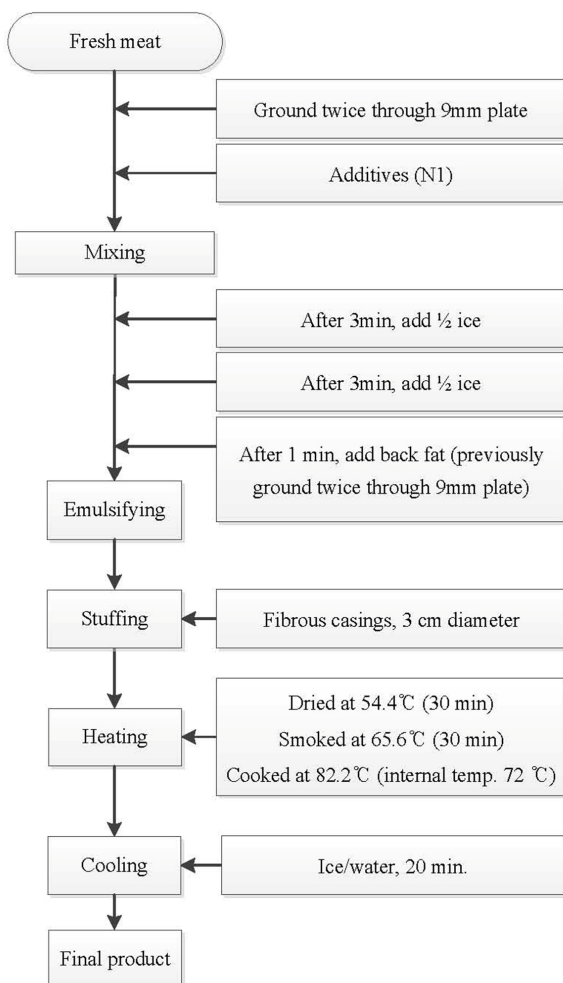 Fresh meat
Ground twice through 9mm plate
Additives (N1)
Mixing
After 3min, add ½ ice
After 3min, add ½ ice
After 1 min, add back fat (previously
ground twice through 9mm plate)
Emulsifying
Stuffing
Fibrous casings, 3 cm diameter
Heating
Dried at 54.4℃ (30 min)
Smoked at 65.6℃ (30 min)
Cooked at 82.2℃ (internal temp. 72 ℃)
Cooling
Ice/water, 20 min.
Final product